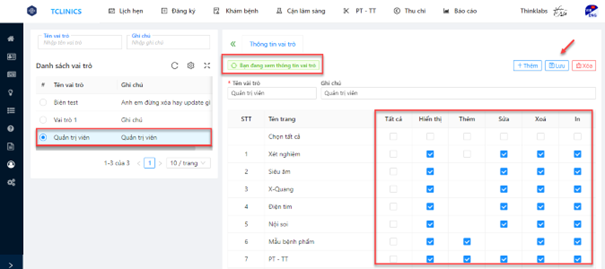 TCLINICS Lịch hẹn Đăng ký Khám bệnh Cận lâm sàng PT - TT Thu chi Báo cáo Thinklabs ENG
Tên vai trò Ghi chú
Nhập tên vai trò Nhập ghi chú
Danh sách vai trò
Tên vai trò Ghi chú
Biên test Anh em đừng xóa hay update gì
Vai trò 1 Ghi chú
Quản trị viên Quản trị viên
1-3 của 3 < 1 > 10 / trang
Thông tin vai trò
Bạn đang xem thông tin vai trò
+ Thêm Lưu Xóa
* Tên vai trò Ghi chú
Quản trị viên Quản trị viên
STT Tên trang Tất cả Hiển thị Thêm Sửa Xoá In
Chọn tất cả
1 Xét nghiệm
2 Siêu âm
3 X-Quang
4 Điện tim
5 Nội soi
6 Mẫu bệnh phẩm
7 PT - TT